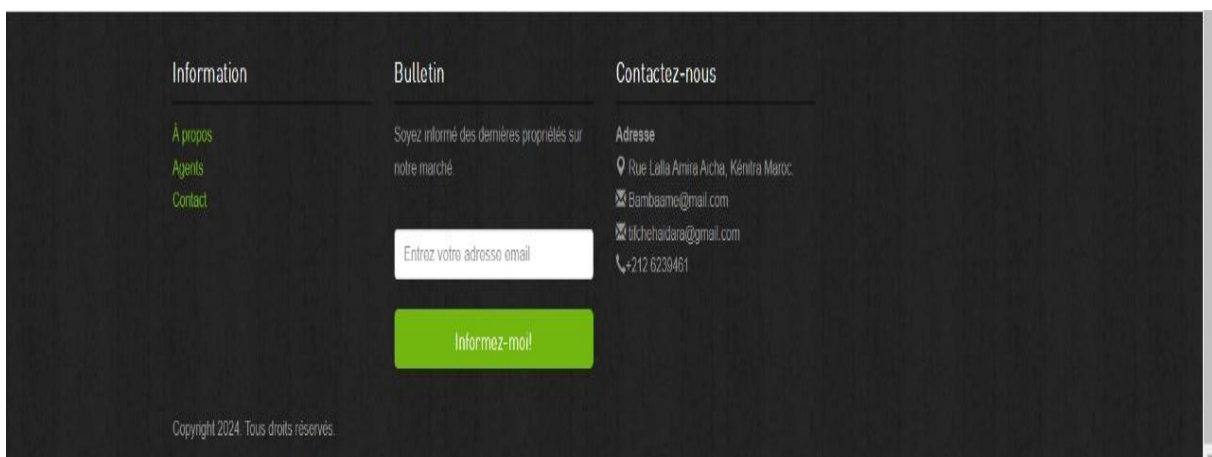 Information
À propos
Agents
Contact
Bulletin
Soyez informé des dernières propriétés sur
notre marché.
Entrez votre adresse email
Informez-moi!
Contactez-nous
Adresse
Rue Lalla Amira Aicha, Kénitra Maroc.
Bambaame@mail.com
tifchehaidara@gmail.com
+212 6239461
Copyright 2024. Tous droits réservés.